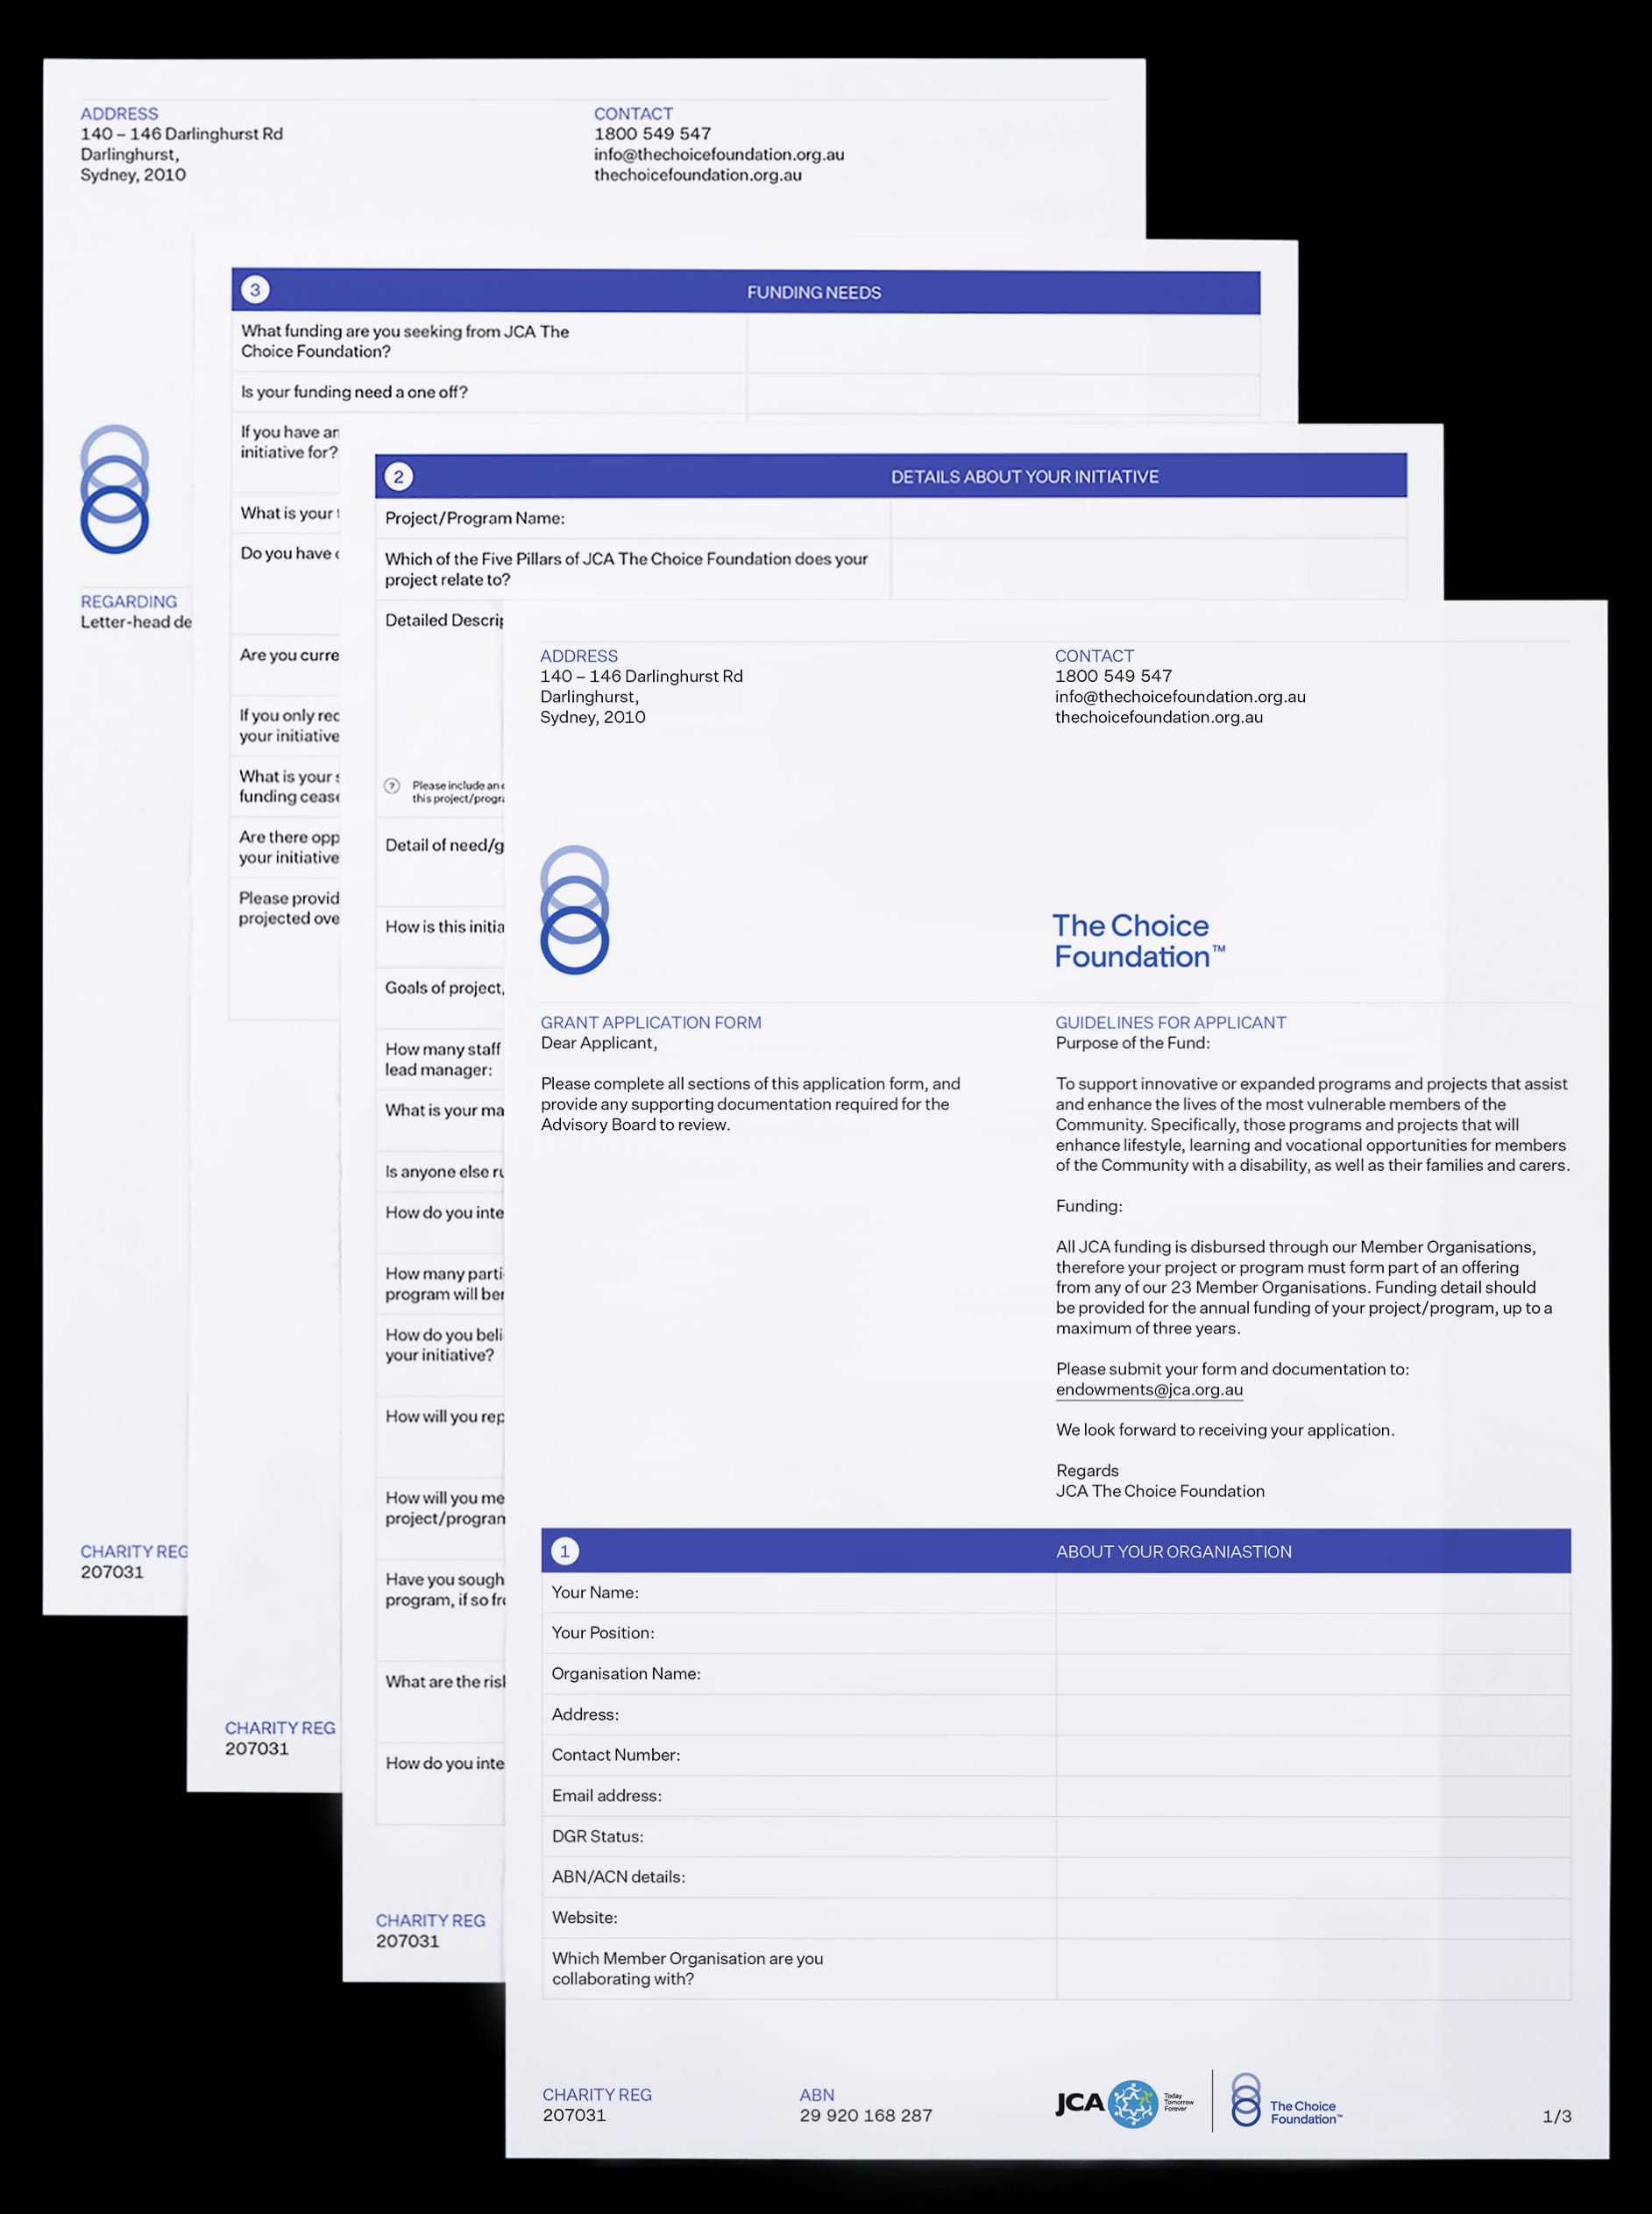 ADDRESS
140 – 146 Darlinghurst Rd
Darlinghurst,
Sydney, 2010
CONTACT
1800 549 547
info@thechoicefoundation.org.au
thechoicefoundation.org.au
REGARDING
Letter-head de
CHARITY REG
207031
3
FUNDING NEEDS
What funding are you seeking from JCA The
Choice Foundation?
Is your funding need a one off?
If you have an
initiative for?
What is your
Do you have
Are you curre
If you only rec
your initiative
What is your
funding cease
Are there opp
your initiative
Please provid
projected ove
CHARITY REG
207031
2
DETAILS ABOUT YOUR INITIATIVE
Project/Program Name:
Which of the Five Pillars of JCA The Choice Foundation does your
project relate to?
Detailed Descrip
? Please include an
this project/progra
Detail of need/g
How is this initia
Goals of project,
How many staff
lead manager:
What is your ma
Is anyone else ru
How do you inte
How many parti
program will ben
How do you beli
your initiative?
How will you rep
How will you me
project/program
Have you sough
program, if so fro
What are the risk
How do you inte
CHARITY REG
207031
ADDRESS
140 – 146 Darlinghurst Rd
Darlinghurst,
Sydney, 2010
CONTACT
1800 549 547
info@thechoicefoundation.org.au
thechoicefoundation.org.au
The Choice
Foundation™
GRANT APPLICATION FORM
Dear Applicant,
Please complete all sections of this application form, and
provide any supporting documentation required for the
Advisory Board to review.
GUIDELINES FOR APPLICANT
Purpose of the Fund:
To support innovative or expanded programs and projects that assist
and enhance the lives of the most vulnerable members of the
Community. Specifically, those programs and projects that will
enhance lifestyle, learning and vocational opportunities for members
of the Community with a disability, as well as their families and carers.
Funding:
All JCA funding is disbursed through our Member Organisations,
therefore your project or program must form part of an offering
from any of our 23 Member Organisations. Funding detail should
be provided for the annual funding of your project/program, up to a
maximum of three years.
Please submit your form and documentation to:
endowments@jca.org.au
We look forward to receiving your application.
Regards
JCA The Choice Foundation
1
ABOUT YOUR ORGANIASTION
Your Name:
Your Position:
Organisation Name:
Address:
Contact Number:
Email address:
DGR Status:
ABN/ACN details:
Website:
Which Member Organisation are you
collaborating with?
CHARITY REG
207031
ABN
29 920 168 287
JCA
Today
Tomorrow
Forever
The Choice
Foundation™
1/3